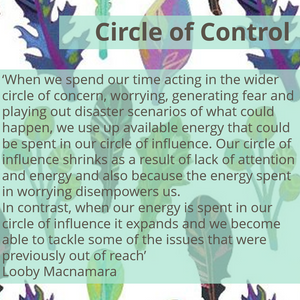 Circle of Control
‘When we spend our time acting in the wider
circle of concern, worrying, generating fear and
playing out disaster scenarios of what could
happen, we use up available energy that could
be spent in our circle of influence. Our circle of
influence shrinks as a result of lack of attention
and energy and also because the energy spent
in worrying disempowers us.
In contrast, when our energy is spent in our
circle of influence it expands and we become
able to tackle some of the issues that were
previously out of reach’
Looby Macnamara